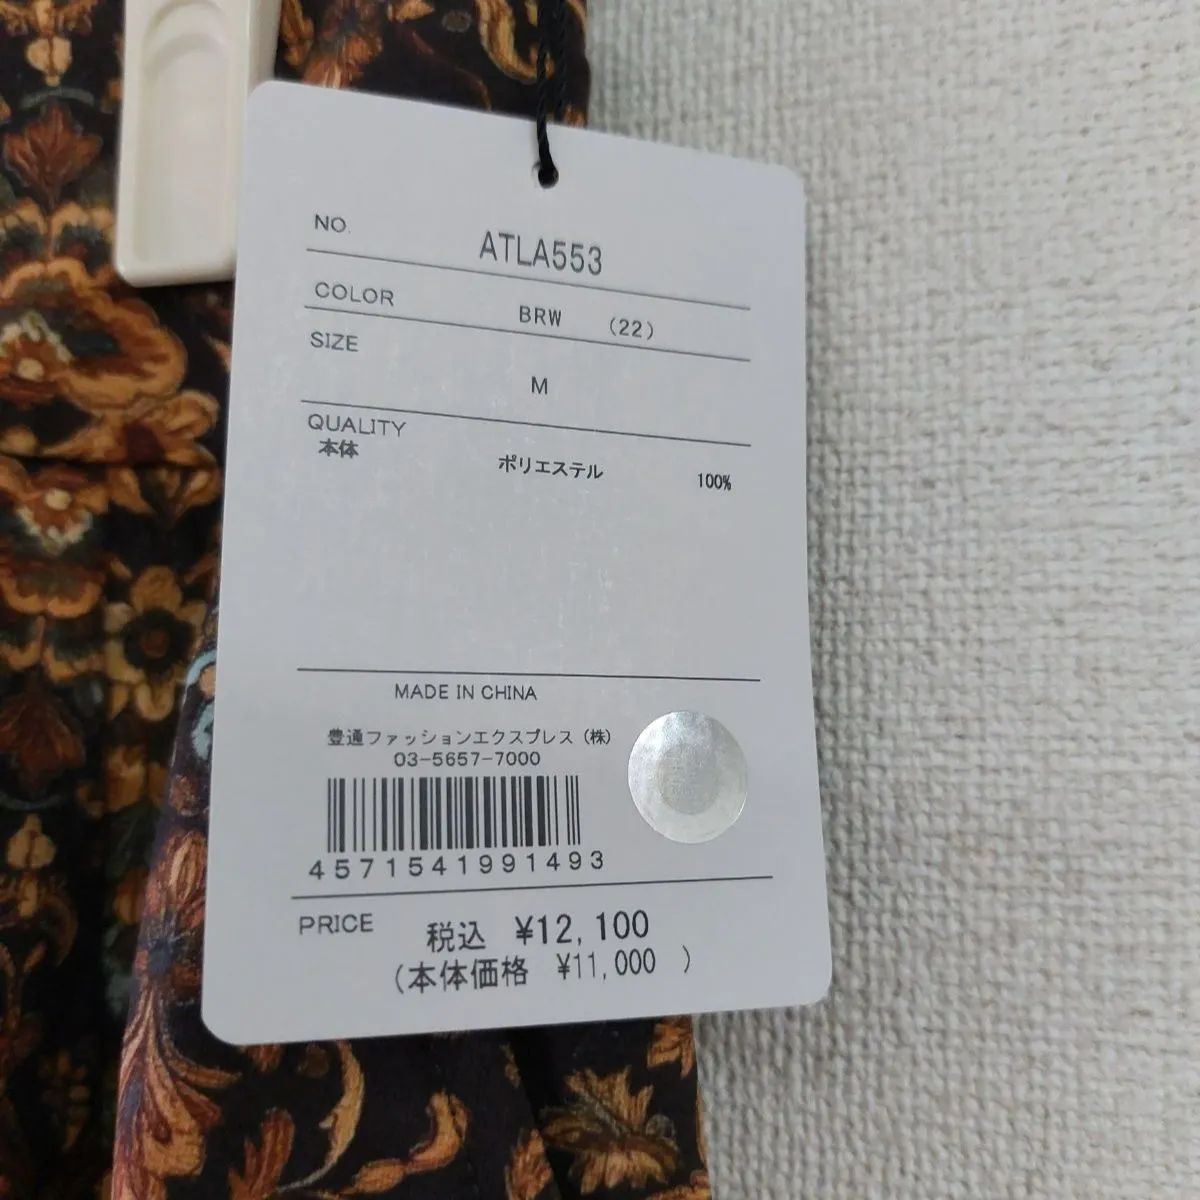 NO. ATLA553
COLOR BRW (22)
SIZE
M
QUALITY
本体 ポリエステル 100%
MADE IN CHINA
豊通ファッションエクスプレス(株)
03-5657-7000
4571541991493
PRICE 税込 ¥12,100
(本体価格 ¥11,000 )